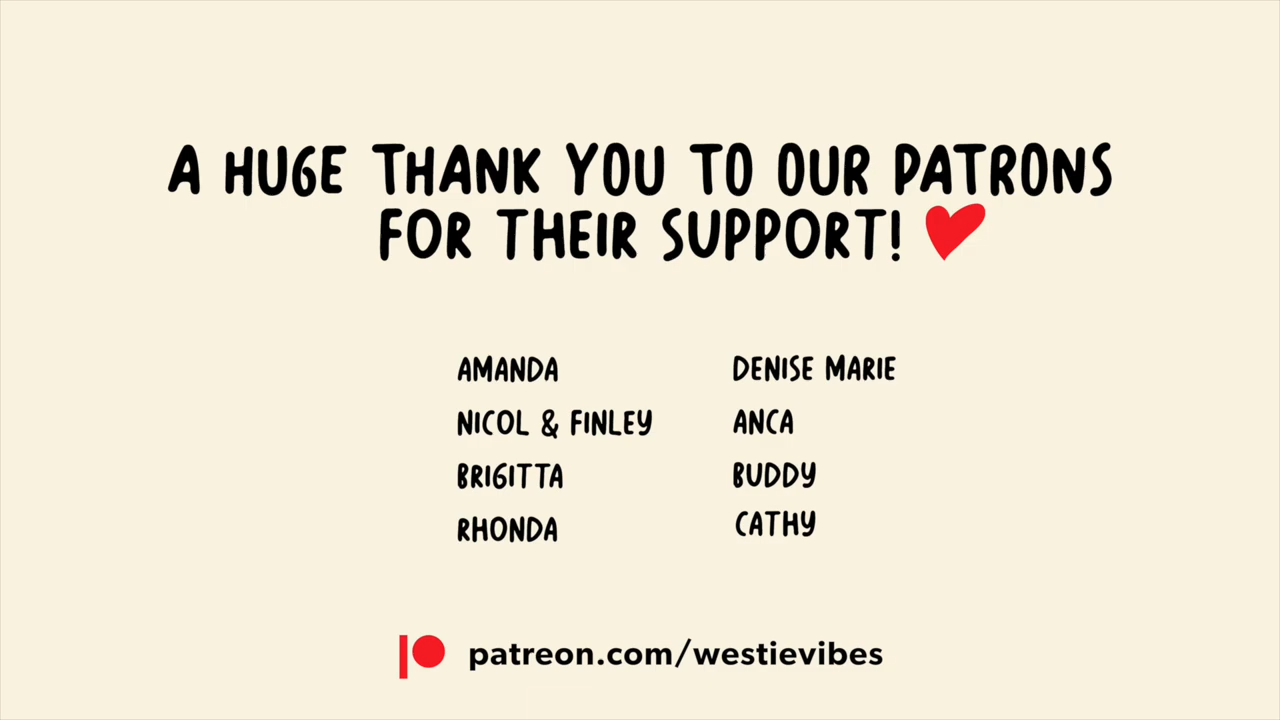 A HUGE THANK YOU TO OUR PATRONS
FOR THEIR SUPPORT!
AMANDA
NICOL & FINLEY
BRIGITTA
RHONDA
DENISE MARIE
ANCA
BUDDY
CATHY
patreon.com/westievibes